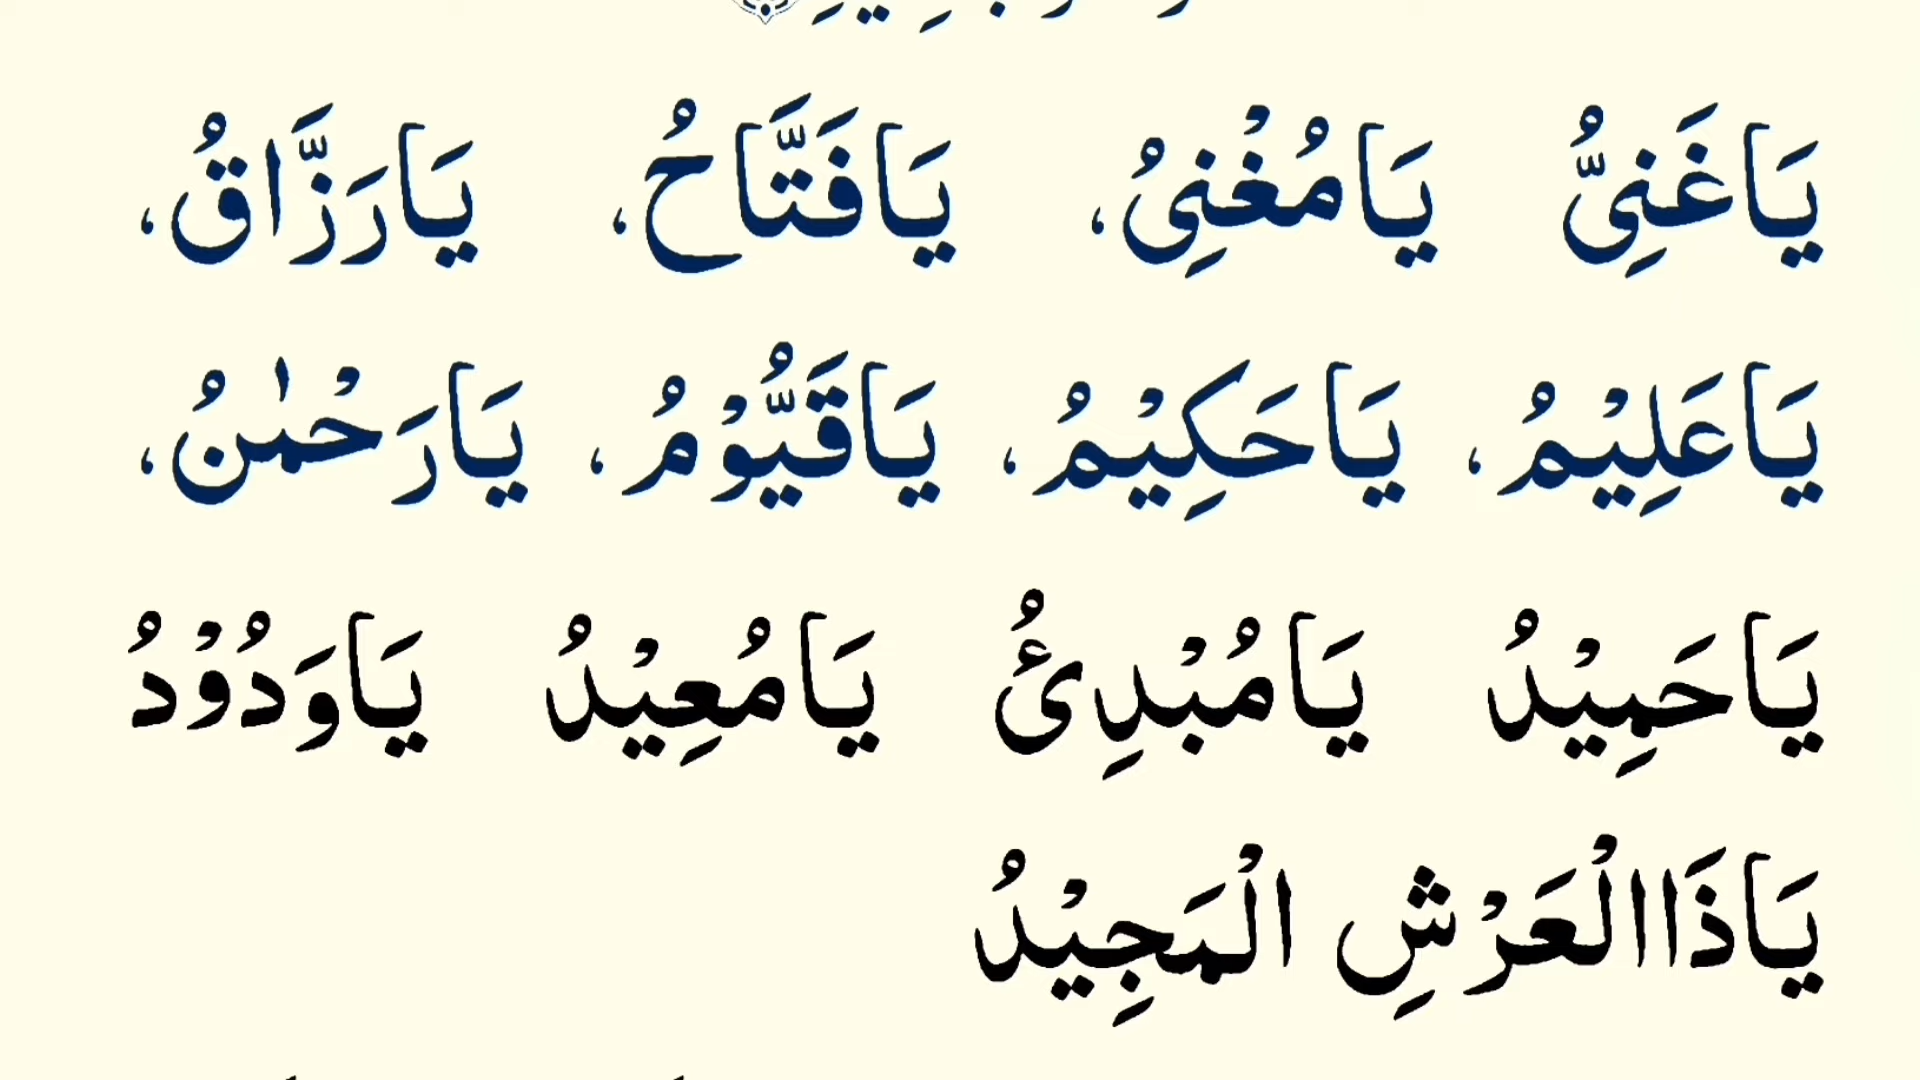 يَاغَنِىُّ يَامُغْنِىُ، يَافَتَّاحُ، يَارَزَّاقُ،
يَاعَلِيْمُ، يَاحَكِيْمُ، يَاقَيُّوْمُ، يَارَحْمٰنُ،
يَاحَمِيْدُ يَامُبْدِئُ يَامُعِيْدُ يَاوَدُوْدُ
يَاذَاالْعَرْشِ الْمَجِيْدُ